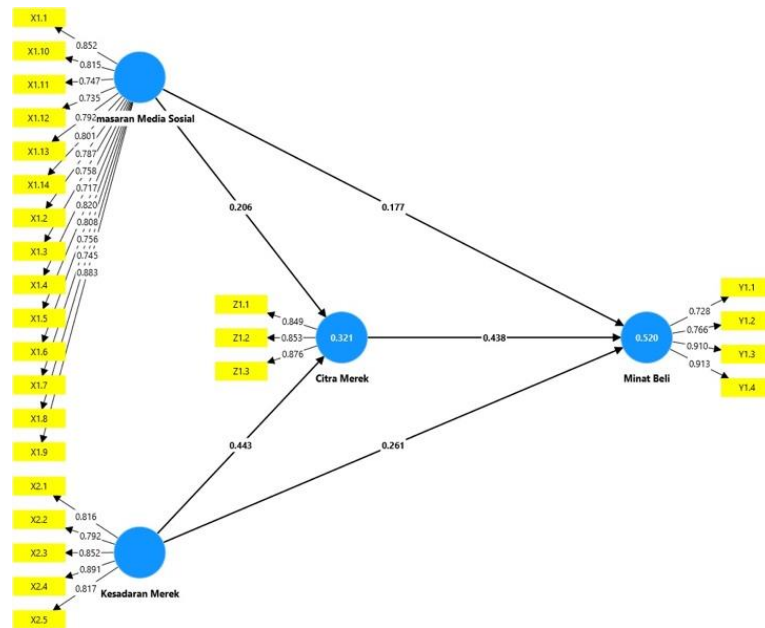 X1.1
0.852
X1.10
0.815
X1.11
0.747
X1.12
0.735
masaran Media Sosial
0.792
X1.13
0.801
X1.14
0.787
X1.2
0.758
X1.3
0.717
X1.4
0.820
X1.5
0.808
X1.6
0.756
X1.7
0.745
X1.8
0.883
X1.9
0.206
0.177
Z1.1
0.849
Z1.2
0.853
Z1.3
0.876
0.321
Citra Merek
0.438
0.520
Minat Beli
Y1.1
0.728
Y1.2
0.766
Y1.3
0.910
Y1.4
0.913
0.443
0.261
X2.1
0.816
X2.2
0.792
X2.3
0.852
X2.4
0.891
X2.5
0.817
Kesadaran Merek